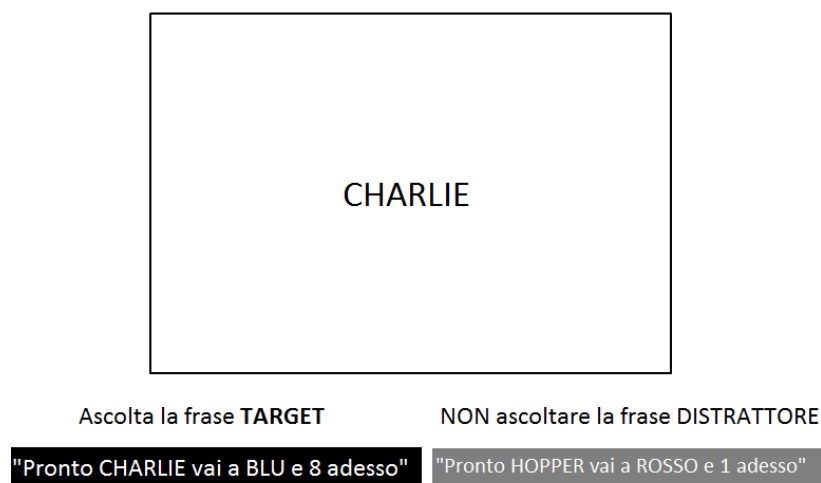 CHARLIE
Ascolta la frase TARGET
NON ascoltare la frase DISTRATTORE
"Pronto CHARLIE vai a BLU e 8 adesso"
"Pronto HOPPER vai a ROSSO e 1 adesso"